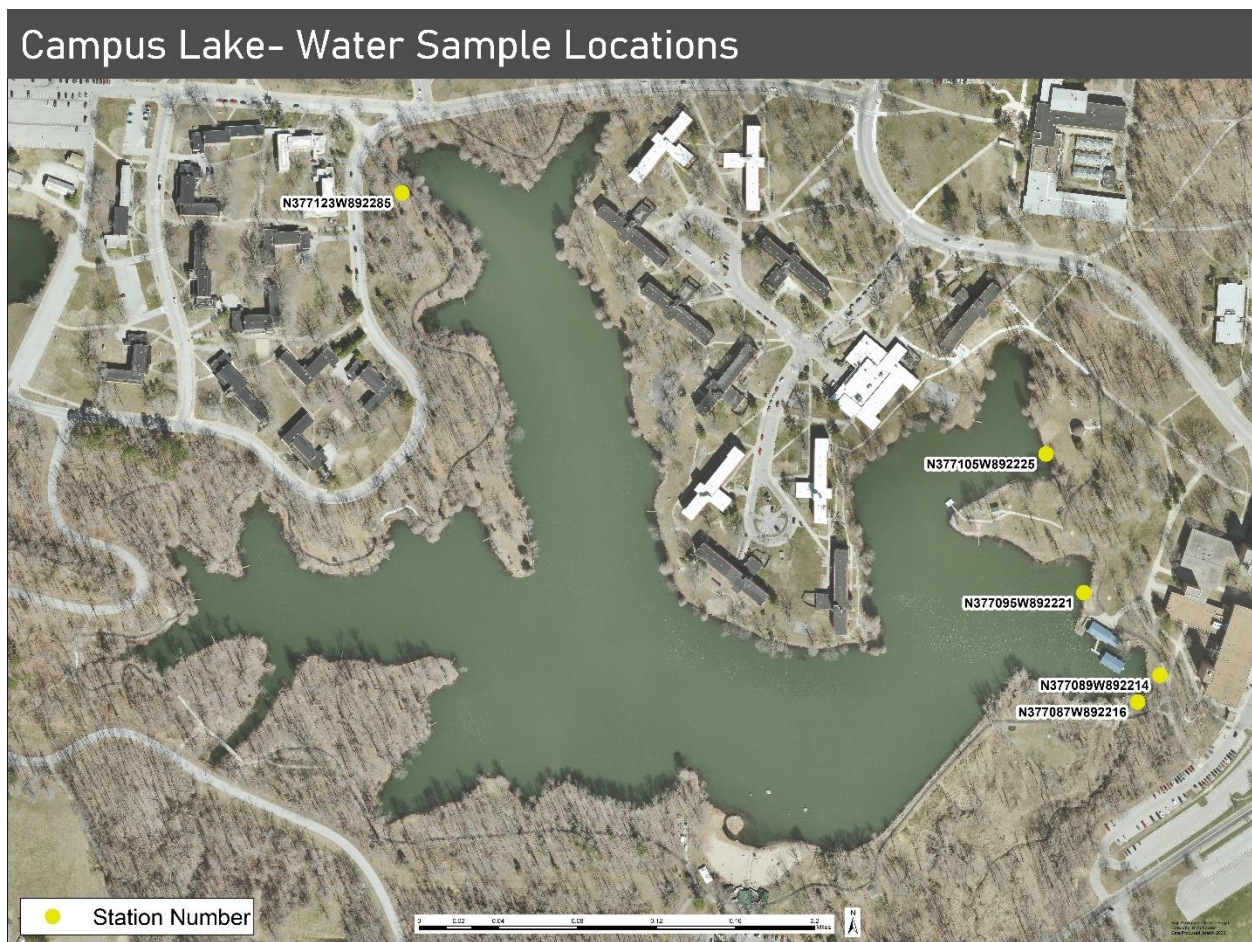 Campus Lake- Water Sample Locations
N377123W892285
N377105W892225
N377095W892221
N377089W892214
N377087W892216
Station Number
0 0.02 0.04 0.08 0.12 0.16 0.2
Miles
N